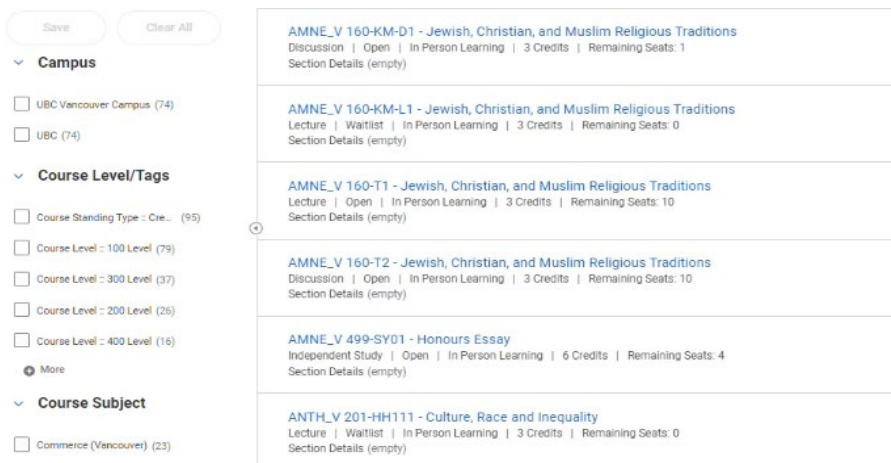 Save
Clear All
Campus
UBC Vancouver Campus (74)
UBC (74)
Course Level/Tags
Course Standing Type :: Cre... (95)
Course Level :: 100 Level (79)
Course Level :: 300 Level (37)
Course Level :: 200 Level (26)
Course Level :: 400 Level (16)
More
Course Subject
Commerce (Vancouver) (23)
AMNE_V 160-KM-D1 - Jewish, Christian, and Muslim Religious Traditions
Discussion | Open | In Person Learning | 3 Credits | Remaining Seats: 1
Section Details (empty)
AMNE_V 160-KM-L1 - Jewish, Christian, and Muslim Religious Traditions
Lecture | Waitlist | In Person Learning | 3 Credits | Remaining Seats: 0
Section Details (empty)
AMNE_V 160-T1 - Jewish, Christian, and Muslim Religious Traditions
Lecture | Open | In Person Learning | 3 Credits | Remaining Seats: 10
Section Details (empty)
AMNE_V 160-T2 - Jewish, Christian, and Muslim Religious Traditions
Discussion | Open | In Person Learning | 3 Credits | Remaining Seats: 10
Section Details (empty)
AMNE_V 499-SY01 - Honours Essay
Independent Study | Open | In Person Learning | 6 Credits | Remaining Seats: 4
Section Details (empty)
ANTH_V 201-HH111 - Culture, Race and Inequality
Lecture | Waitlist | In Person Learning | 3 Credits | Remaining Seats: 0
Section Details (empty)